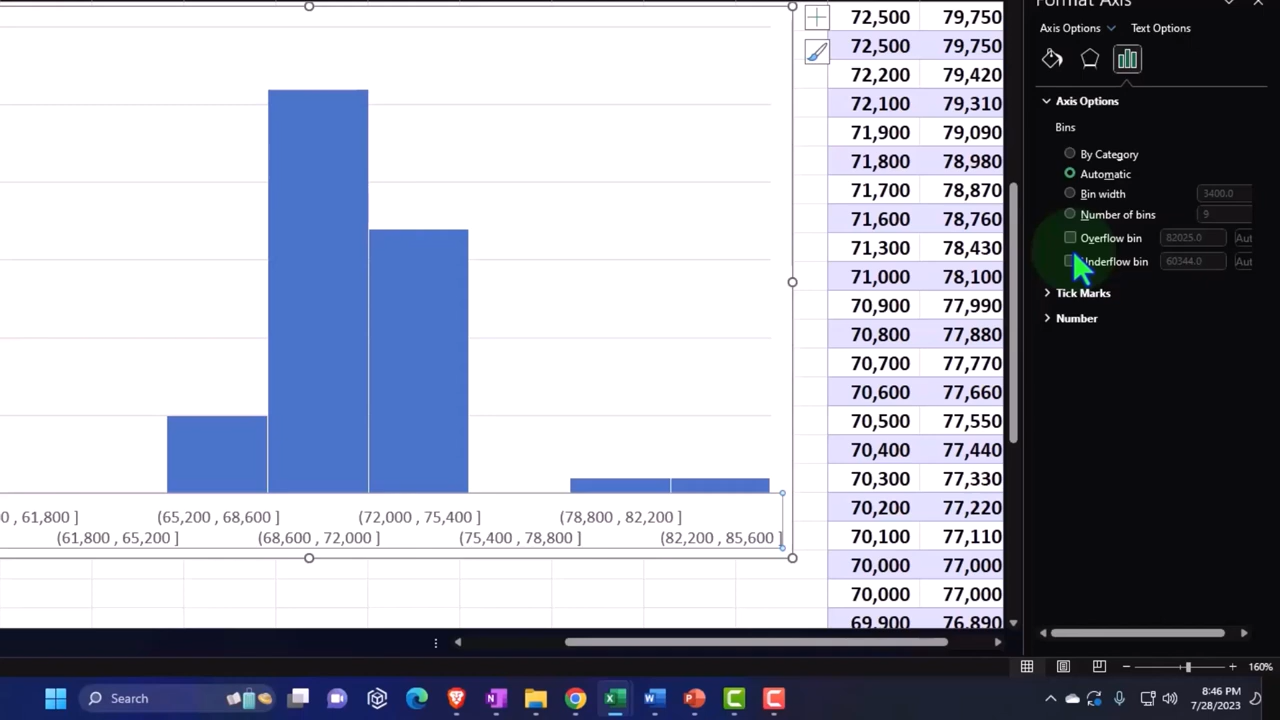 Format Axis
72,500 79,750
Axis Options Text Options
72,500 79,750
72,200 79,420
72,100 79,310
Axis Options
71,900 79,090
Bins
71,800 78,980
By Category
Automatic
71,700 78,870
Bin width 3400.0
71,600 78,760
Number of bins 9
71,300 78,430
Overflow bin 82025.0 Aut
71,000 78,100
Underflow bin 60344.0 Aut
70,900 77,990
Tick Marks
70,800 77,880
Number
70,700 77,770
70,600 77,660
70,500 77,550
70,400 77,440
70,300 77,330
70,200 77,220
70,100 77,110
70,000 77,000
70,000 77,000
69,900 76,890
0 , 61,800 ] (65,200 , 68,600 ] (72,000 , 75,400 ] (78,800 , 82,200 ]
(61,800 , 65,200 ] (68,600 , 72,000 ] (75,400 , 78,800 ] (82,200 , 85,600 ]
160%
Search
8:46 PM
7/28/2023